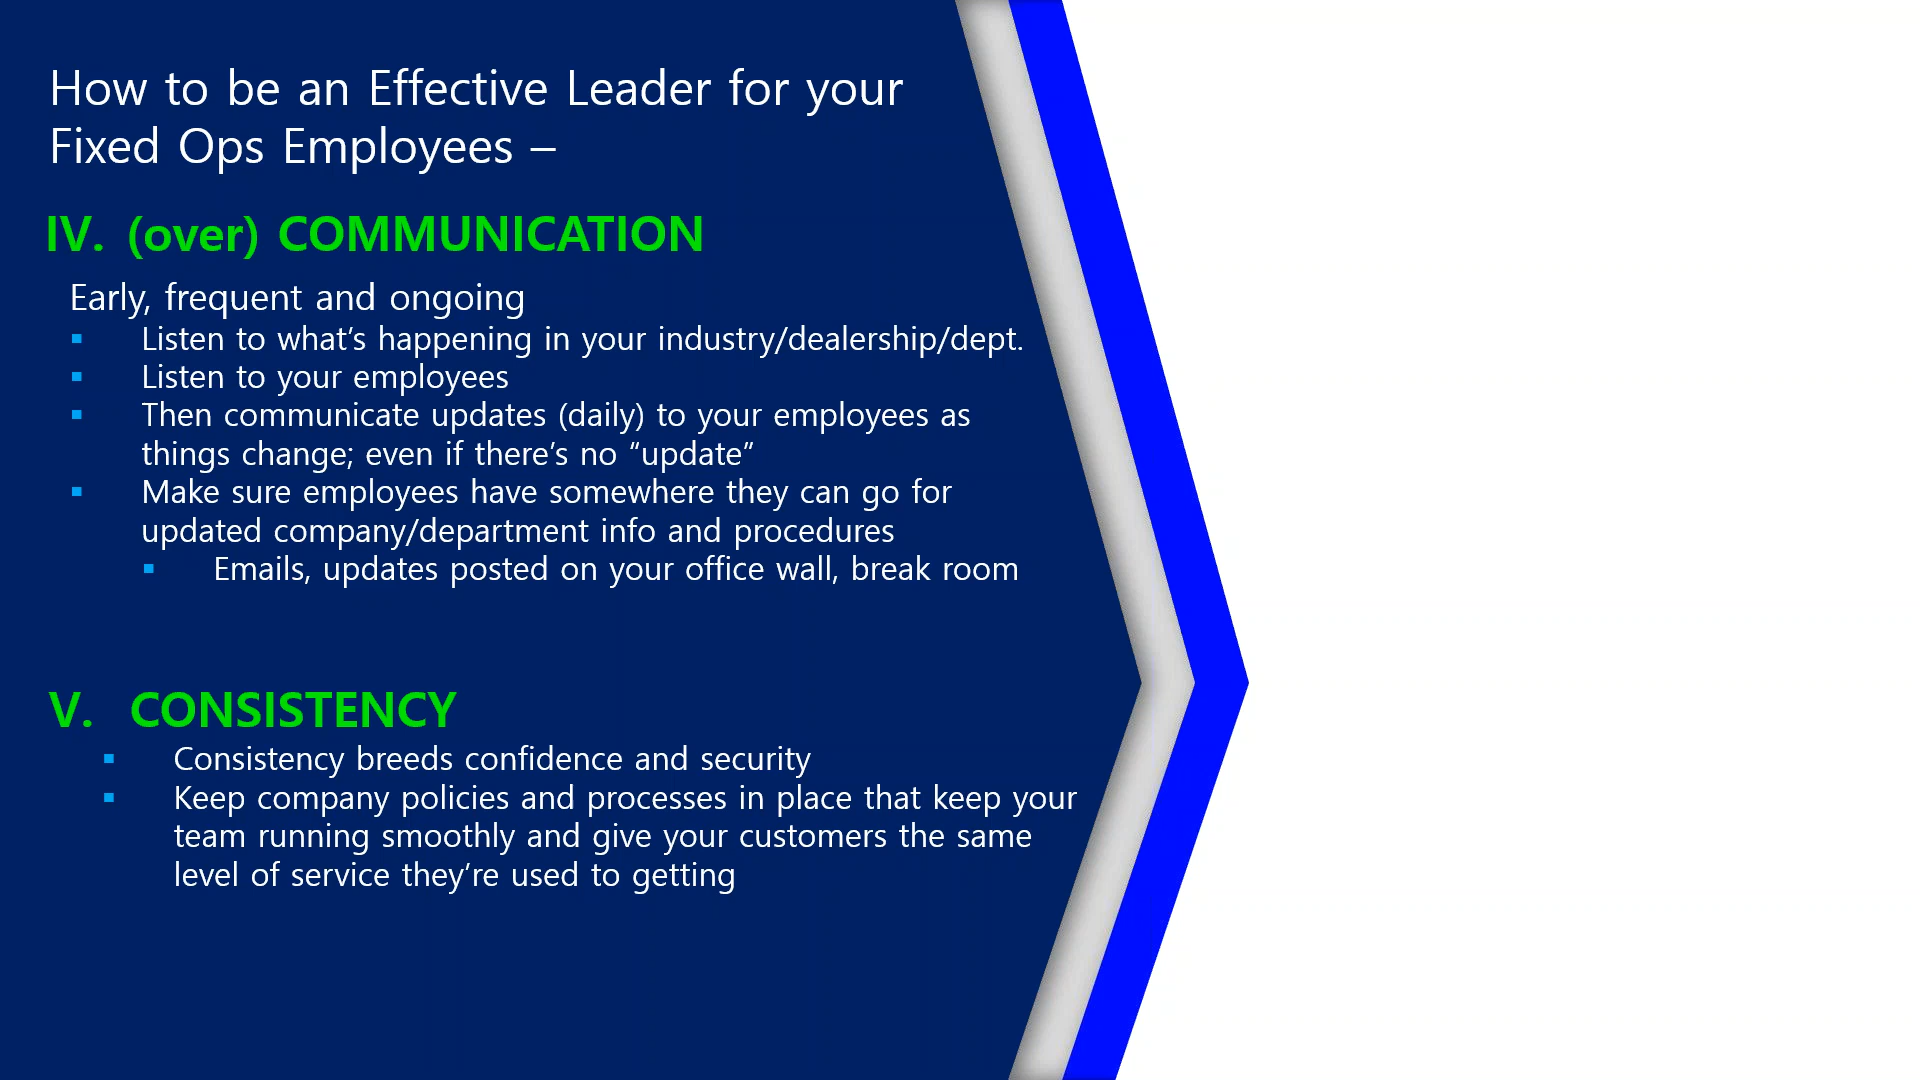 How to be an Effective Leader for your
Fixed Ops Employees –
IV. (over) COMMUNICATION
Early, frequent and ongoing
▪ Listen to what’s happening in your industry/dealership/dept.
▪ Listen to your employees
▪ Then communicate updates (daily) to your employees as
things change; even if there’s no “update”
▪ Make sure employees have somewhere they can go for
updated company/department info and procedures
▪ Emails, updates posted on your office wall, break room
V. CONSISTENCY
▪ Consistency breeds confidence and security
▪ Keep company policies and processes in place that keep your
team running smoothly and give your customers the same
level of service they’re used to getting